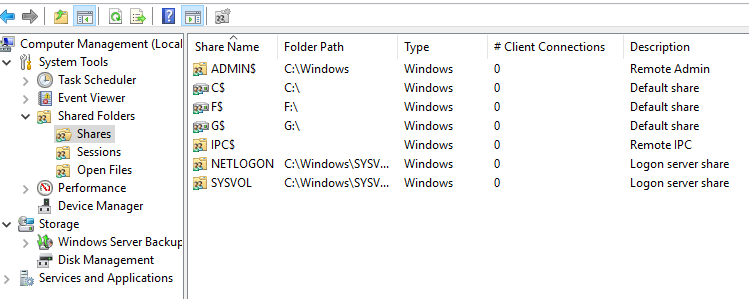 Computer Management (Local
System Tools
Task Scheduler
Event Viewer
Shared Folders
Shares
Sessions
Open Files
Performance
Device Manager
Storage
Windows Server Backup
Disk Management
Services and Applications
Share Name Folder Path Type # Client Connections Description
ADMIN$ C:\Windows Windows 0 Remote Admin
C$ C:\ Windows 0 Default share
F$ F:\ Windows 0 Default share
G$ G:\ Windows 0 Default share
IPC$ Windows 0 Remote IPC
NETLOGON C:\Windows\SYSV... Windows 0 Logon server share
SYSVOL C:\Windows\SYSV... Windows 0 Logon server share